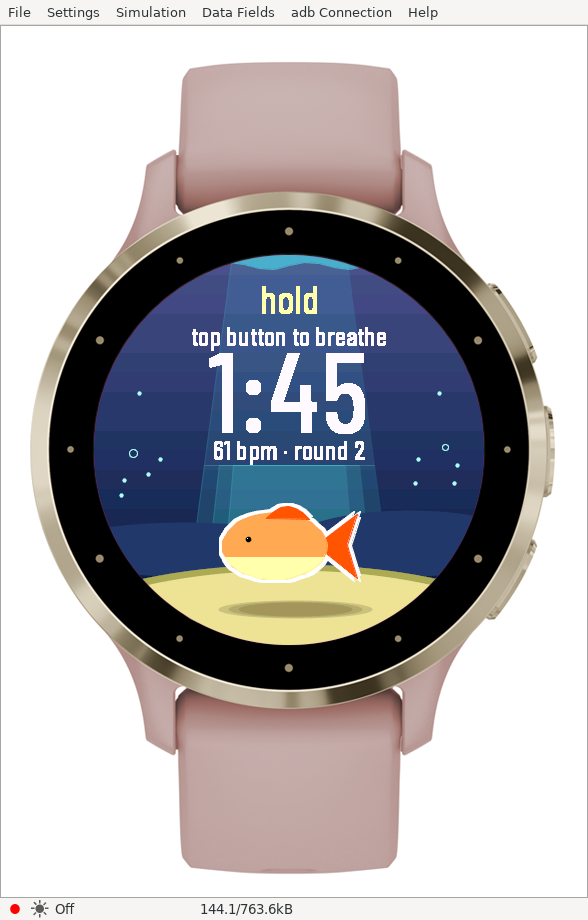 File Settings Simulation Data Fields adb Connection Help
hold
top button to breathe
1:45
61 bpm · round 2
Off 144.1/763.6kB